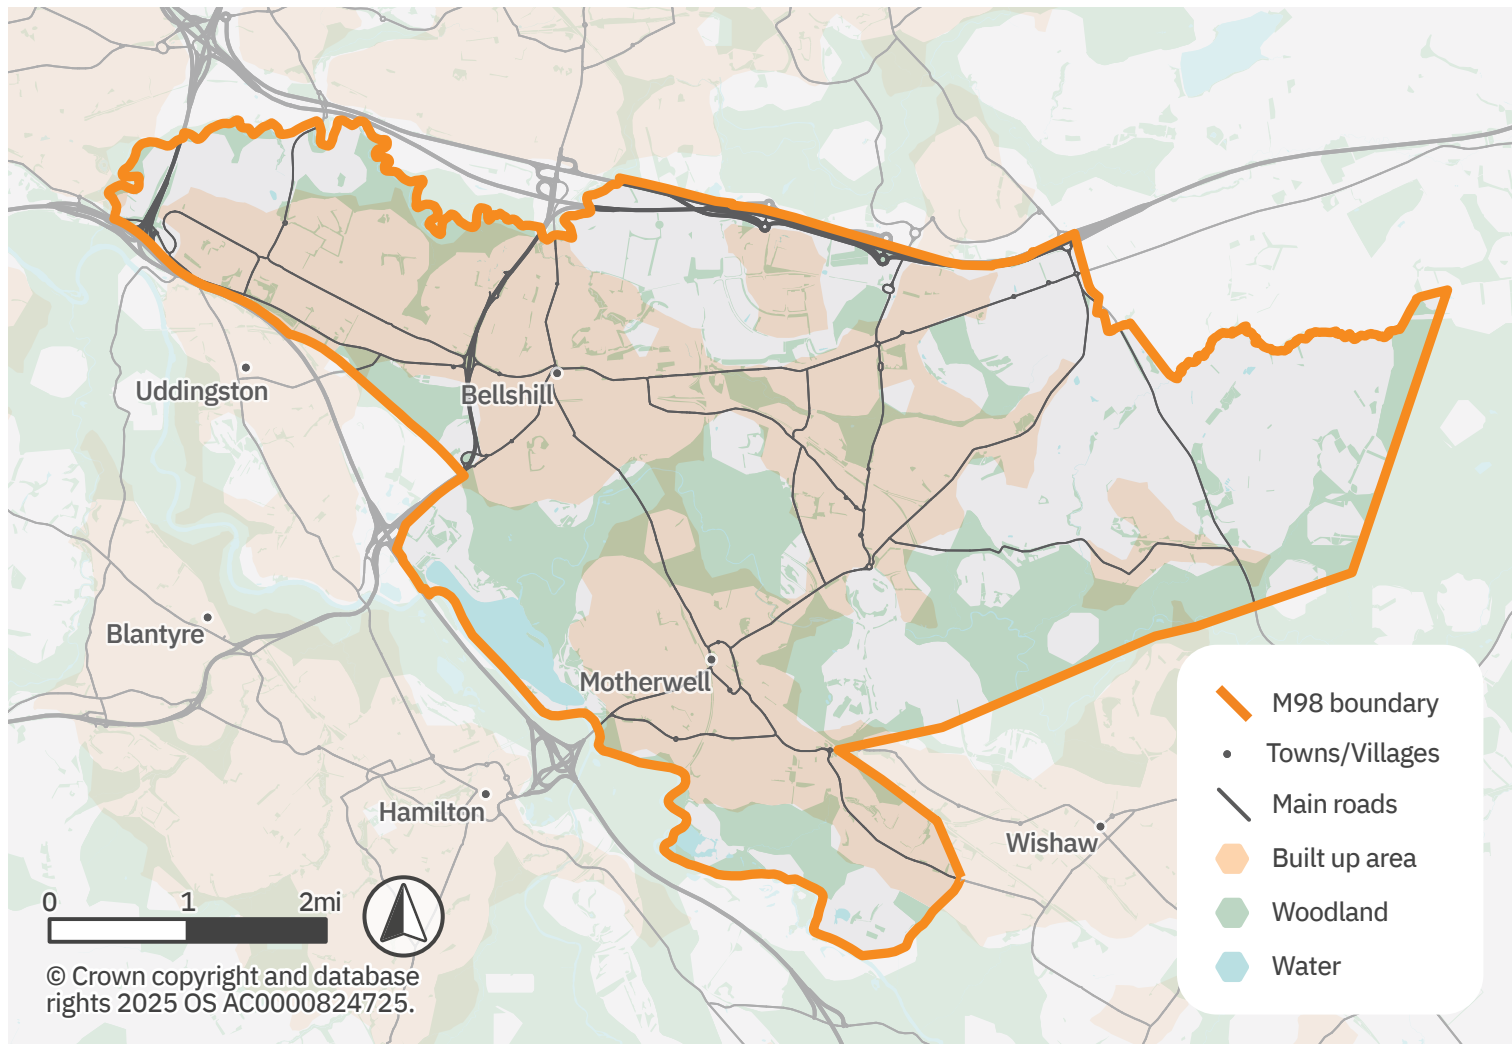 Uddingston
Bellshill
Blantyre
Motherwell
Hamilton
Wishaw
M98 boundary
Towns/Villages
Main roads
Built up area
Woodland
Water
0 1 2mi
© Crown copyright and database
rights 2025 OS AC0000824725.